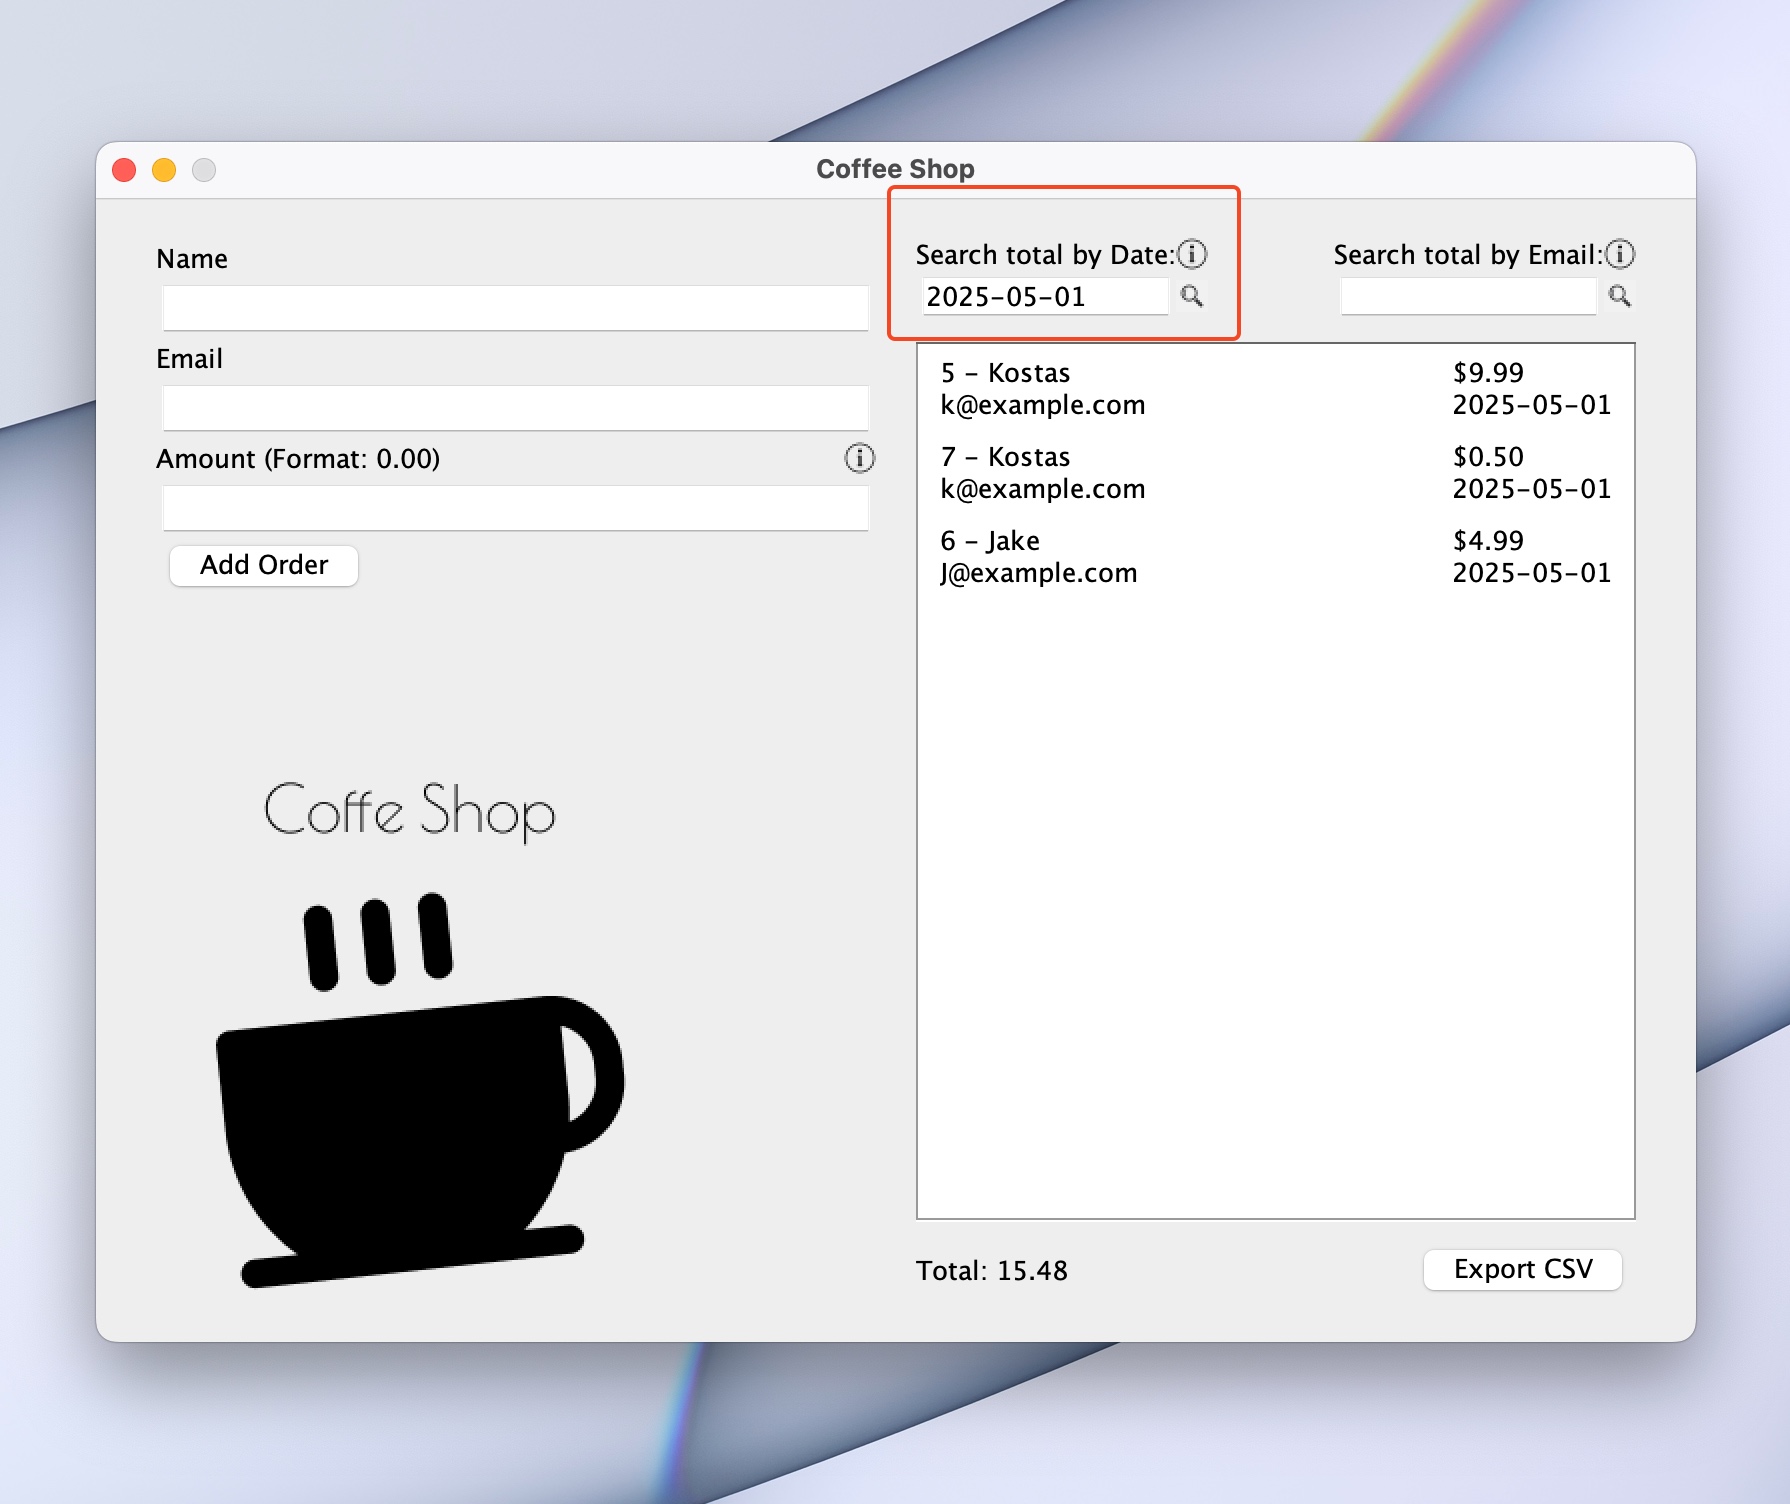 Coffee Shop
Name
Email
Amount (Format: 0.00)
Add Order
Coffe Shop
Search total by Date:
2025-05-01
Search total by Email:
5 – Kostas $9.99
k@example.com 2025-05-01
7 – Kostas $0.50
k@example.com 2025-05-01
6 – Jake $4.99
J@example.com 2025-05-01
Total: 15.48
Export CSV